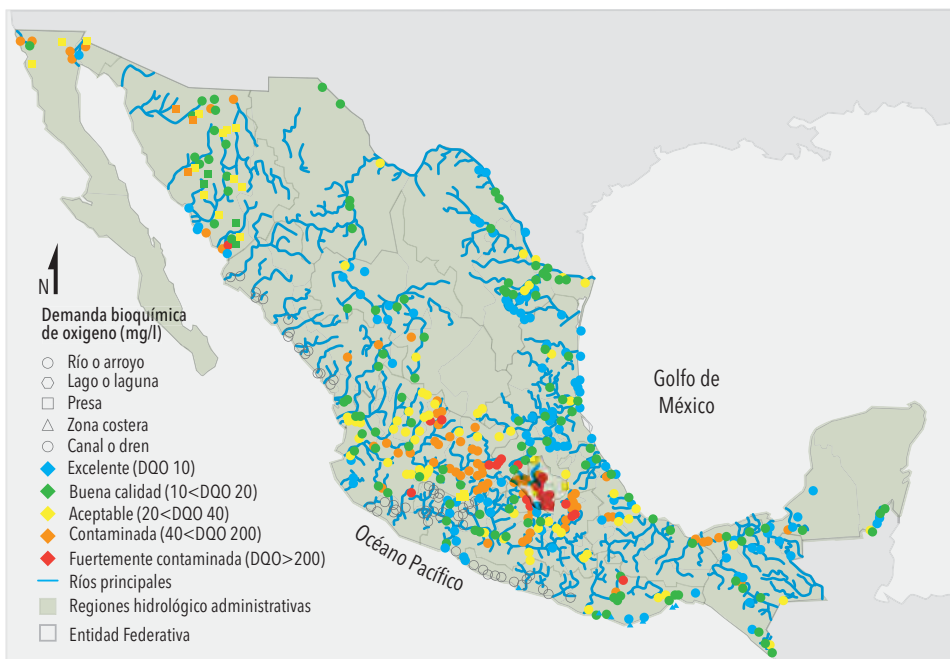 N
Demanda bioquímica
de oxigeno (mg/l)
Río o arroyo
Lago o laguna
Presa
Zona costera
Canal o dren
Excelente (DQO 10)
Buena calidad (10<DQO 20)
Aceptable (20<DQO 40)
Contaminada (40<DQO 200)
Fuertemente contaminada (DQO>200)
Ríos principales
Regiones hidrológico administrativas
Entidad Federativa
Golfo de
México
Océano Pacífico